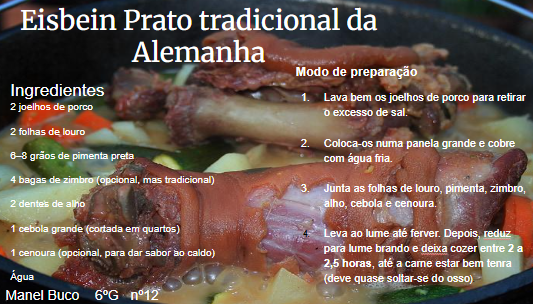 Eisbein Prato tradicional da
Alemanha
Ingredientes
2 joelhos de porco
2 folhas de louro
6–8 grãos de pimenta preta
4 bagas de zimbro (opcional, mas tradicional)
2 dentes de alho
1 cebola grande (cortada em quartos)
1 cenoura (opcional, para dar sabor ao caldo)
Água
Manel Buco 6ºG nº12
Modo de preparação
1. Lava bem os joelhos de porco para retirar
o excesso de sal.
2. Coloca-os numa panela grande e cobre
com água fria.
3. Junta as folhas de louro, pimenta, zimbro,
alho, cebola e cenoura.
4. Leva ao lume até ferver. Depois, reduz
para lume brando e deixa cozer entre 2 a
2,5 horas, até a carne estar bem tenra
(deve quase soltar-se do osso)